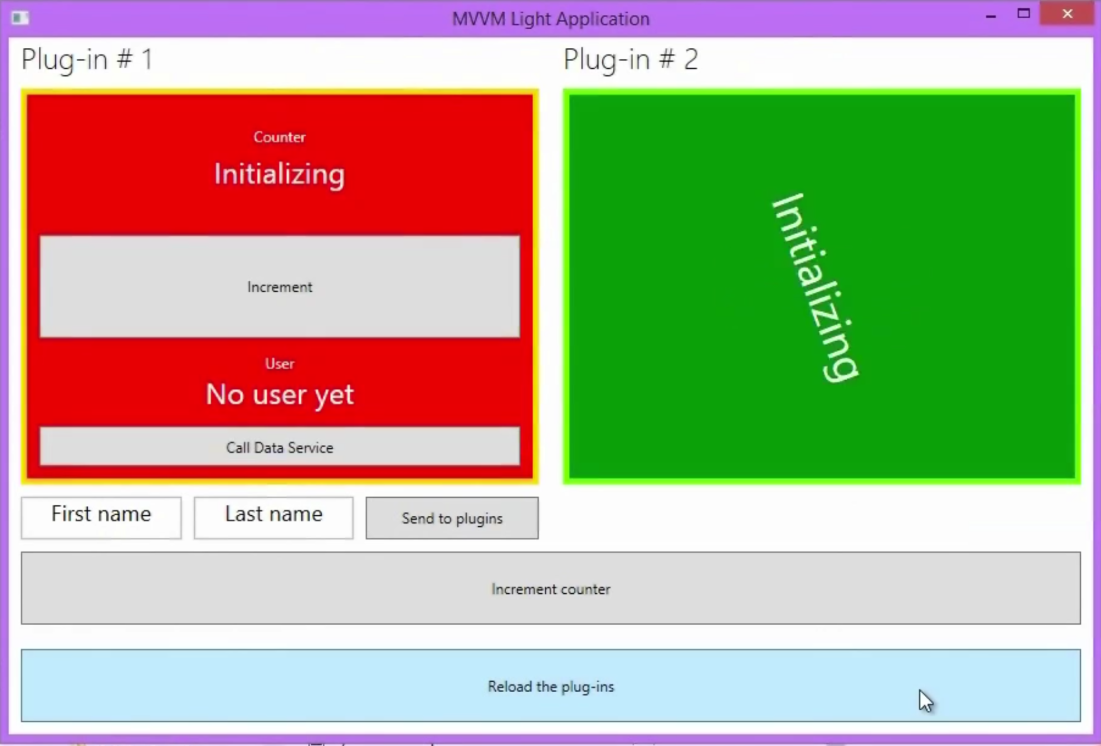 MVVM Light Application
Plug-in # 1
Plug-in # 2
Counter
Initializing
Increment
User
No user yet
Call Data Service
Initializing
First name
Last name
Send to plugins
Increment counter
Reload the plug-ins